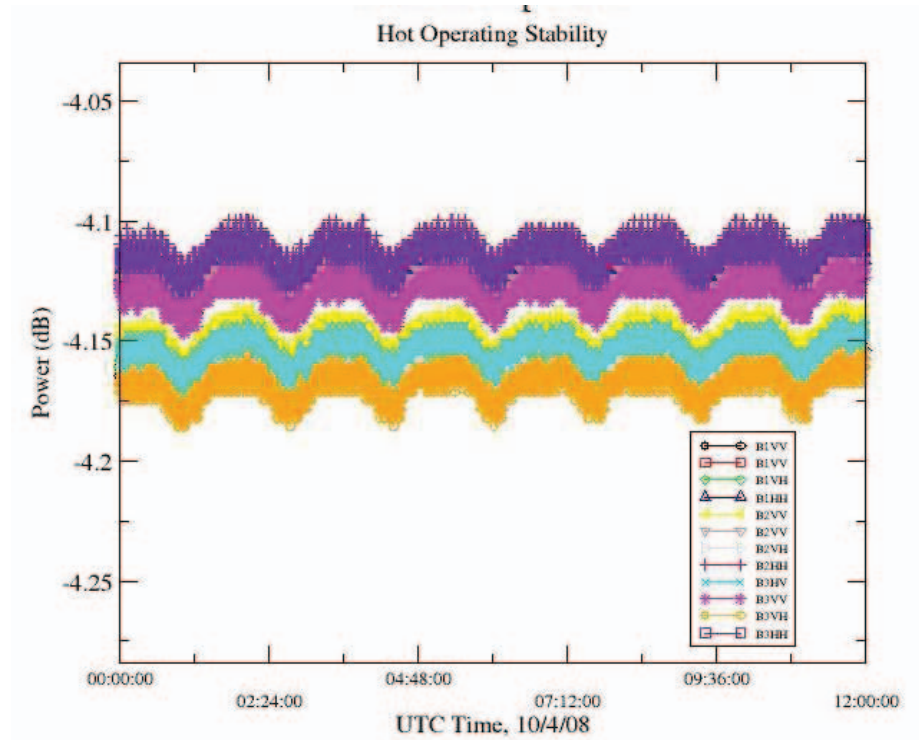 Hot Operating Stability
-4.05
-4.1
-4.15
-4.2
-4.25
Power (dB)
B1VV
B1VV
B1VH
B1HH
B2VV
B2VV
B2VH
B2HH
B3HV
B3VV
B3VH
B3HH
00:00:00
04:48:00
09:36:00
02:24:00
07:12:00
12:00:00
UTC Time, 10/4/08